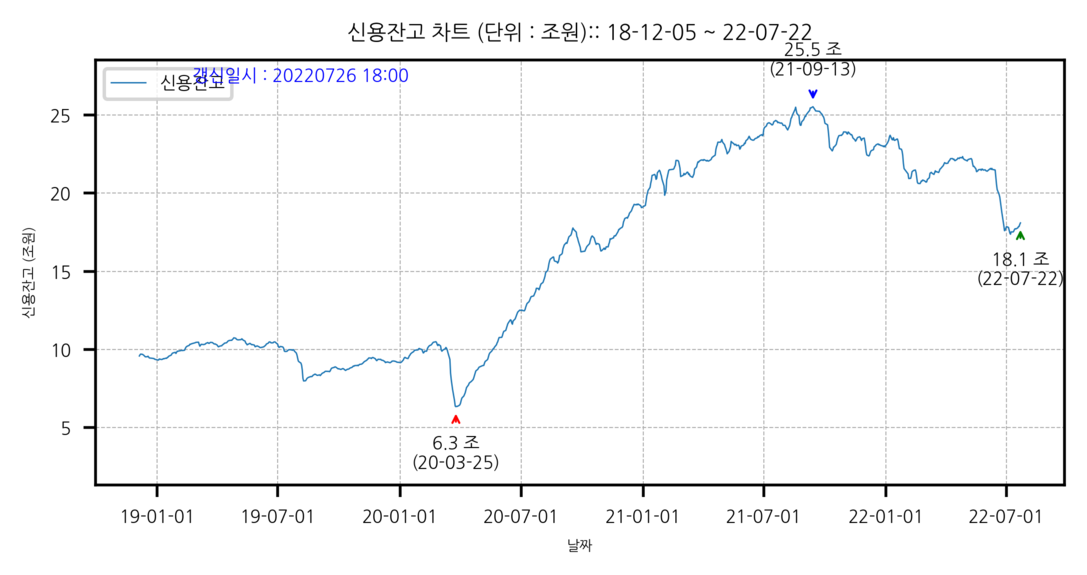 신용잔고 차트 (단위 : 조원):: 18-12-05 ~ 22-07-22
25.5 조
(21-09-13)
신용잔고
갱신일시 : 20220726 18:00
25
20
15
10
5
신용잔고 (조원)
18.1 조
(22-07-22)
6.3 조
(20-03-25)
19-01-01
19-07-01
20-01-01
20-07-01
21-01-01
21-07-01
22-01-01
22-07-01
날짜